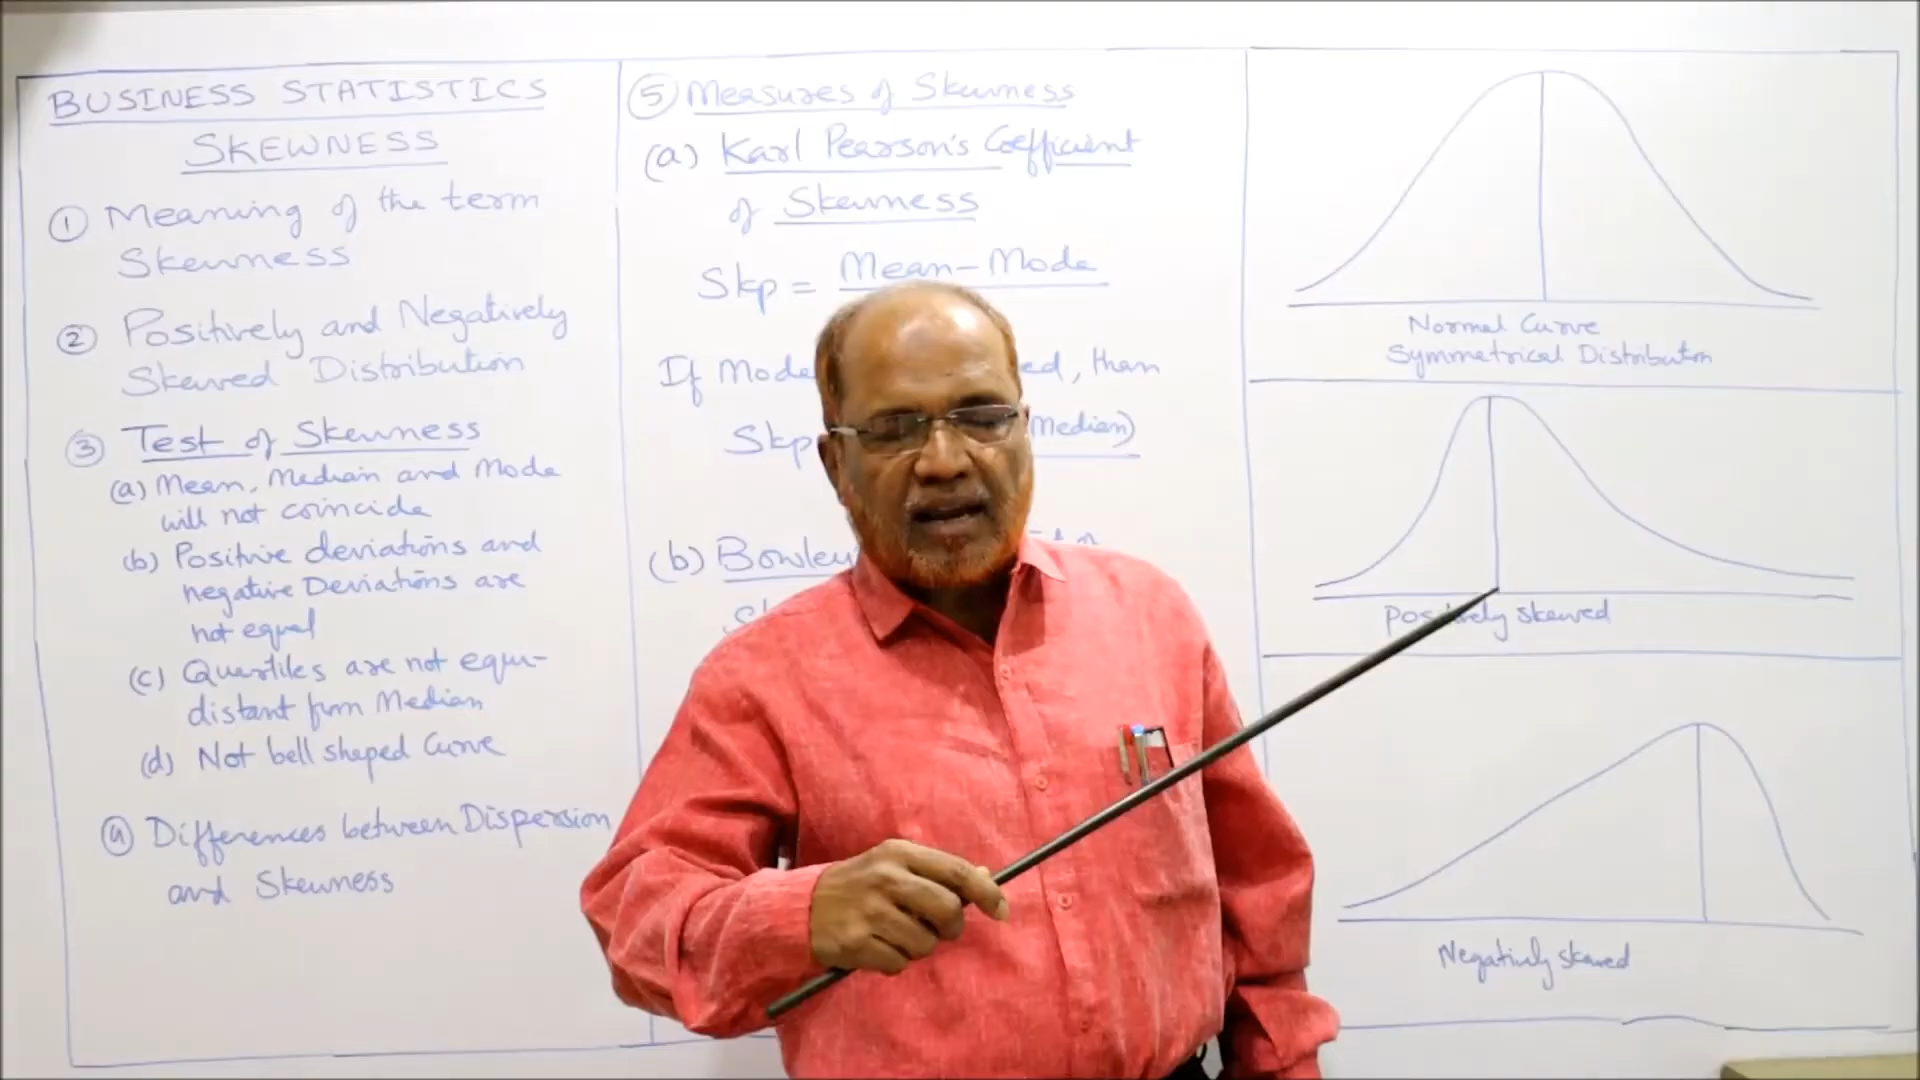 BUSINESS STATISTICS
SKEWNESS
① Meaning of the term
Skewness
② Positively and Negatively
Skewed Distribution
③ Test of Skewness
(a) Mean, Median and Mode
will not coincide
(b) Positive deviations and
negative Deviations are
not equal
(c) Quartiles are not equi-
distant from Median
(d) Not bell shaped Curve
④ Differences between Dispersion
and Skewness
⑤ Measures of Skewness
(a) Karl Pearson's Coefficient
of Skewness
Skp = Mean - Mode
If Mode ed, than
Skp Median)
(b) Bowley
Normal Curve
Symmetrical Distribution
Positively Skewed
Negatively skewed